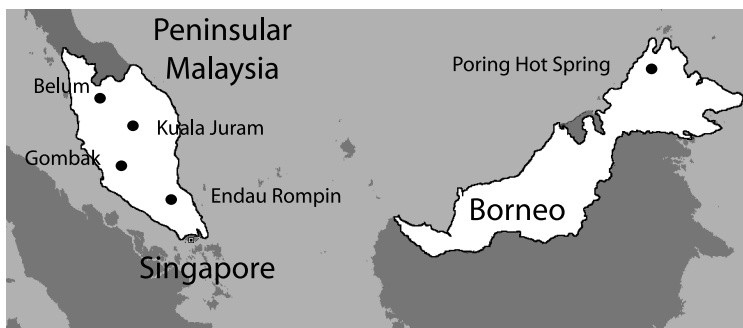 Peninsular
Malaysia
Poring Hot Spring
Belum
Kuala Juram
Gombak
Endau Rompin
Borneo
Singapore